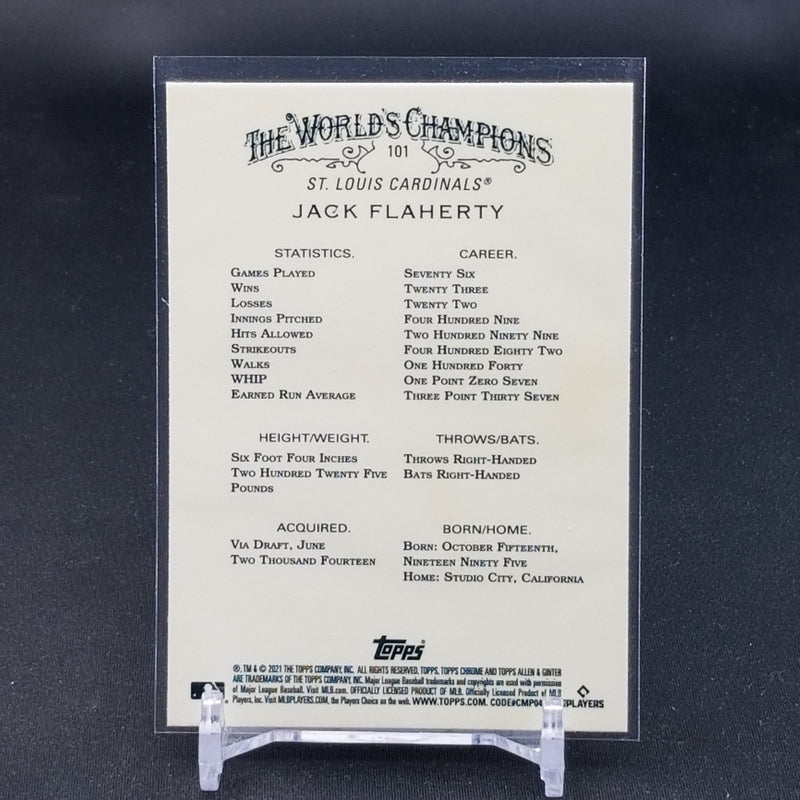 THE WORLD'S CHAMPIONS
101
ST. LOUIS CARDINALS®
JACK FLAHERTY
STATISTICS. CAREER.
GAMES PLAYED SEVENTY SIX
WINS TWENTY THREE
LOSSES TWENTY TWO
INNINGS PITCHED FOUR HUNDRED NINE
HITS ALLOWED TWO HUNDRED NINETY NINE
STRIKEOUTS FOUR HUNDRED EIGHTY TWO
WALKS ONE HUNDRED FORTY
WHIP ONE POINT ZERO SEVEN
EARNED RUN AVERAGE THREE POINT THIRTY SEVEN
HEIGHT/WEIGHT. THROWS/BATS.
SIX FOOT FOUR INCHES THROWS RIGHT-HANDED
TWO HUNDRED TWENTY FIVE BATS RIGHT-HANDED
POUNDS
ACQUIRED. BORN/HOME.
VIA DRAFT, JUNE BORN: OCTOBER FIFTEENTH,
TWO THOUSAND FOURTEEN NINETEEN NINETY FIVE
HOME: STUDIO CITY, CALIFORNIA
TOPPS®
®, TM & © 2021 THE TOPPS COMPANY, INC. ALL RIGHTS RESERVED. TOPPS, TOPPS CHROME AND TOPPS ALLEN & GINTER
ARE TRADEMARKS OF THE TOPPS COMPANY, INC. Major League Baseball trademarks and copyrights are used with permission
of Major League Baseball. Visit MLB.com. OFFICIALLY LICENSED PRODUCT OF MLB. Officially Licensed Product of MLB
Players, Inc. Visit MLBPLAYERS.COM, the Players Choice on the web. WWW.TOPPS.COM. CODE#CMP04 PLAYERS